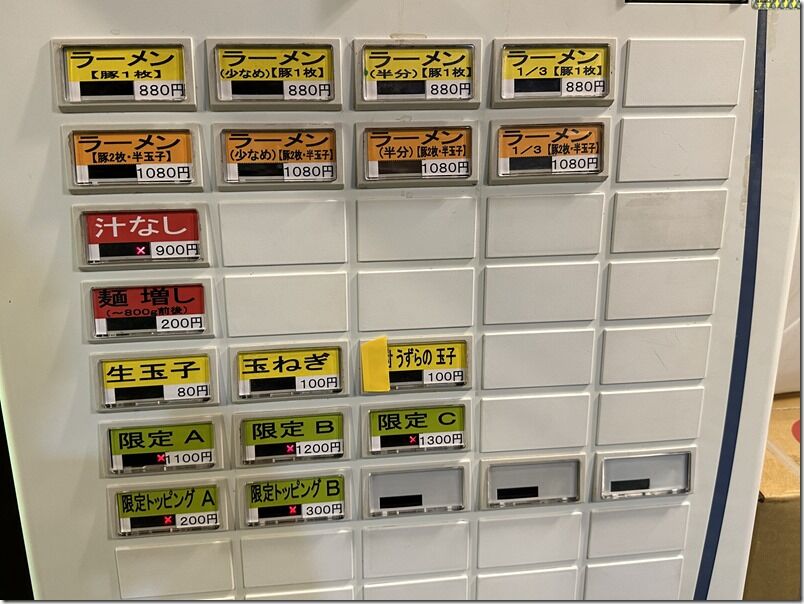 ラーメン
【豚1枚】
880円
ラーメン
(少なめ)【豚1枚】
880円
ラーメン
(半分)【豚1枚】
880円
ラーメン
1/3【豚1枚】
880円
ラーメン
【豚2枚・半玉子】
1080円
ラーメン
(少なめ)【豚2枚・半玉子】
1080円
ラーメン
(半分)【豚2枚・半玉子】
1080円
ラーメン
1/3【豚2枚・半玉子】
1080円
汁なし
× 900円
麺 増し
(〜800g前後)
200円
生玉子
80円
玉ねぎ
100円
うずらの 玉子
100円
限定 A
×1100円
限定 B
×1200円
限定 C
×1300円
限定トッピング A
× 200円
限定トッピング B
× 300円